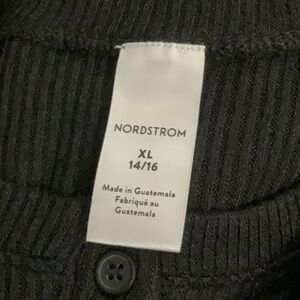 NORDSTROM
XL
14/16
Made in Guatemala
Fabriqué au
Guatemala